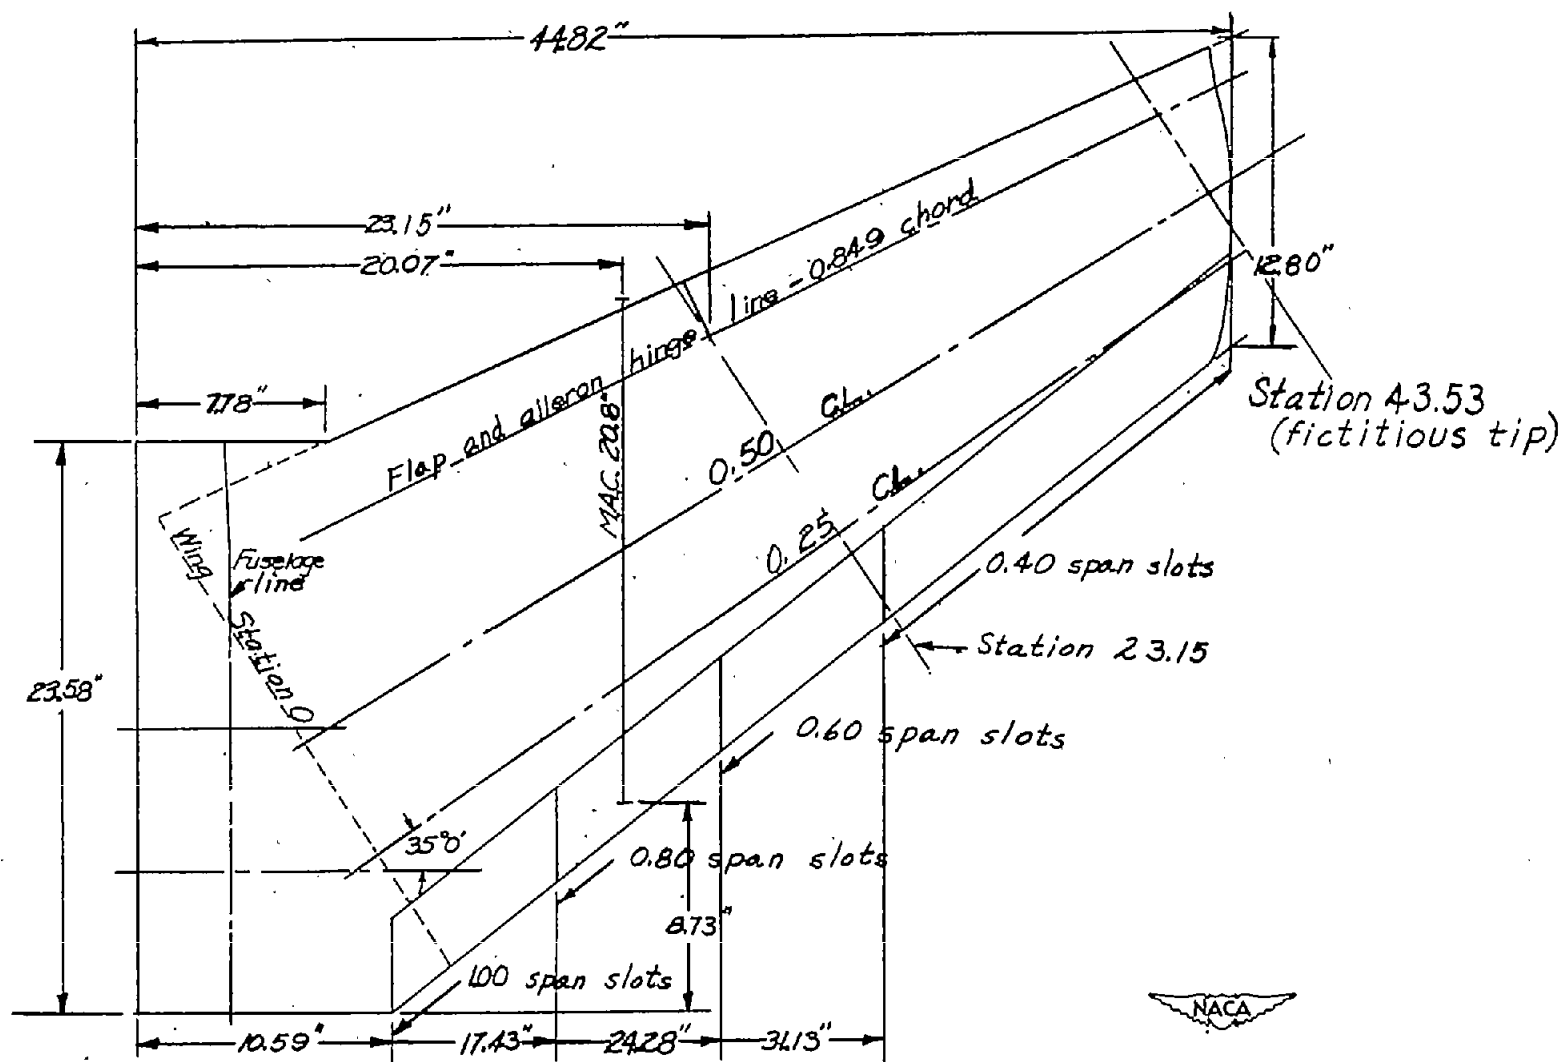 44.82"
23.15"
20.07"
7.78"
12.80"
Flap and aileron hinge line - 0.849 chord
M.A.C. 20.8"
0.50 C.L.
0.25 C.L.
Station 43.53
(fictitious tip)
Wing Station 0
Fuselage
line
0.40 span slots
Station 23.15
23.58"
0.60 span slots
35°0'
0.80 span slots
8.73"
1.00 span slots
NACA
10.59"
17.43"
24.28"
31.13"